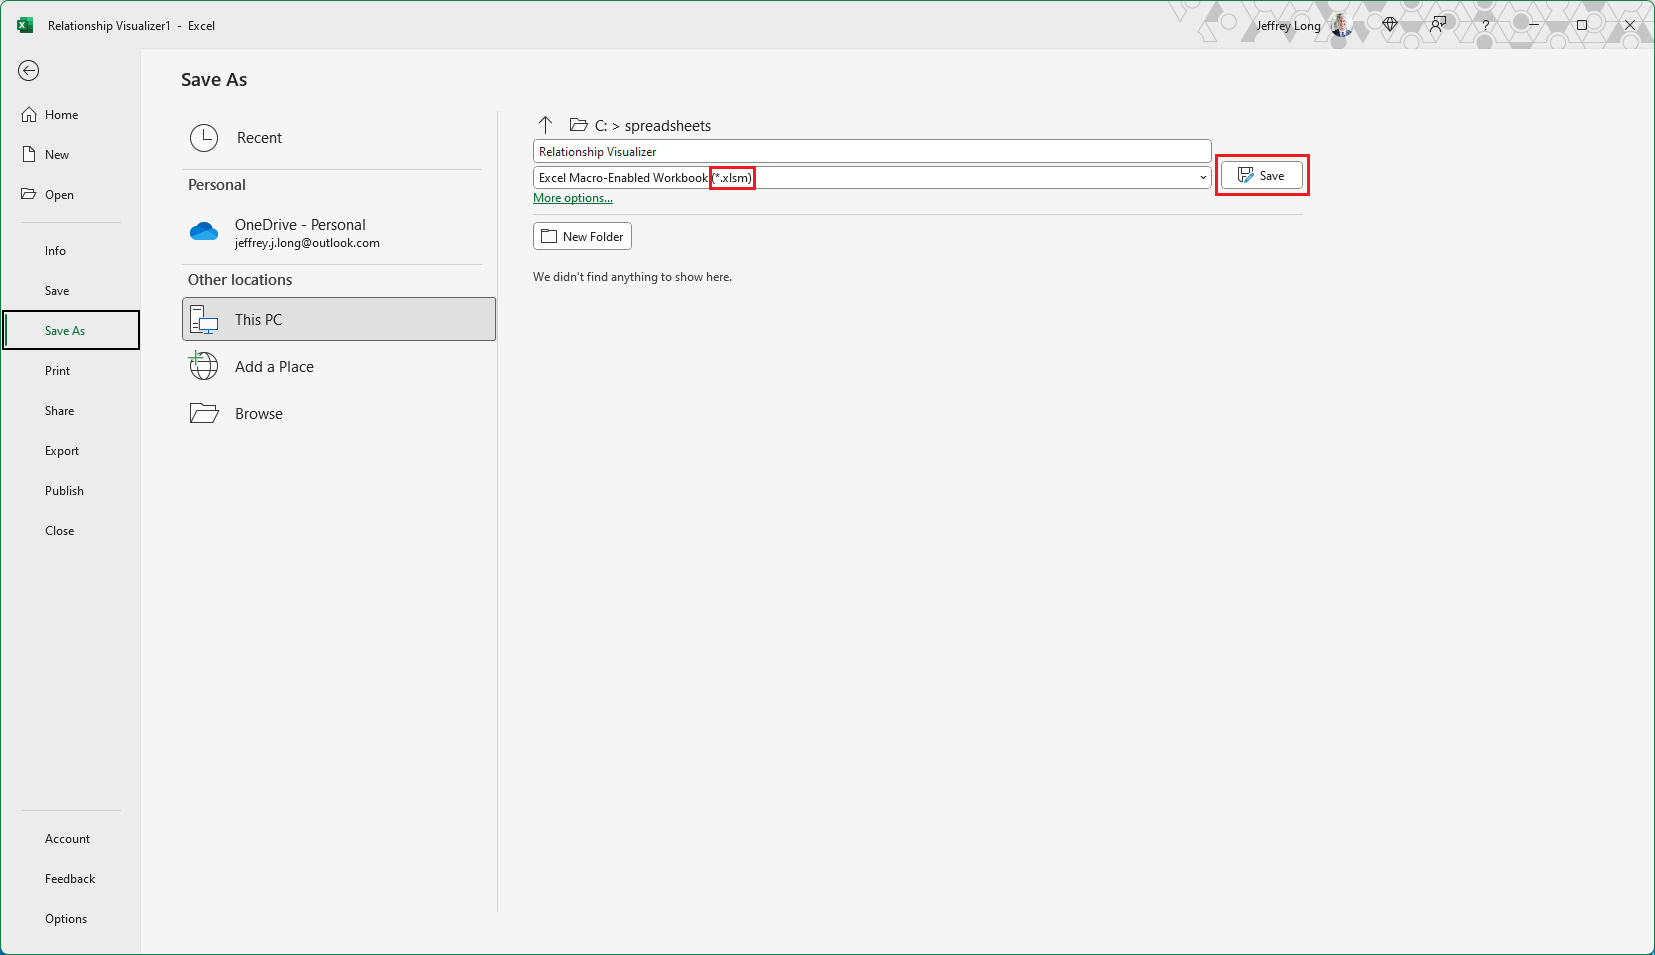 Relationship Visualizer1 - Excel
Jeffrey Long
?
Home
New
Open
Info
Save
Save As
Print
Share
Export
Publish
Close
Account
Feedback
Options
Save As
Recent
Personal
OneDrive - Personal
jeffrey.j.long@outlook.com
Other locations
This PC
Add a Place
Browse
C: > spreadsheets
Relationship Visualizer
Excel Macro-Enabled Workbook (*.xlsm)
Save
More options...
New Folder
We didn't find anything to show here.